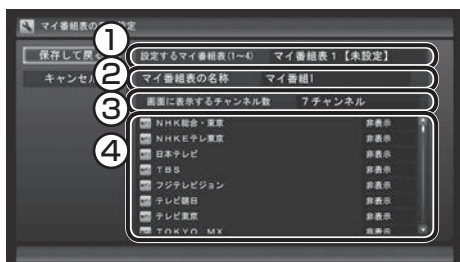 マイ番組表の 設定
保存して戻
キャンセル
①
設定するマイ番組表(1~4) マイ番組表1【未設定】
②
マイ番組表の名称 マイ番組1
③
画面に表示するチャンネル数 7チャンネル
④
NHK総合・東京 非表示
NHKEテレ東京 非表示
日本テレビ 非表示
TBS 非表示
フジテレビジョン 非表示
テレビ朝日 非表示
テレビ東京 非表示
TOKYO MX 非表示